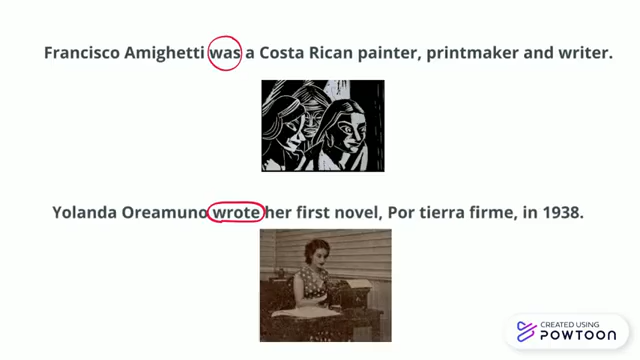 Francisco Amighetti was a Costa Rican painter, printmaker and writer.
Yolanda Oreamuno wrote her first novel, Por tierra firme, in 1938.
CREATED USING
POWTOON